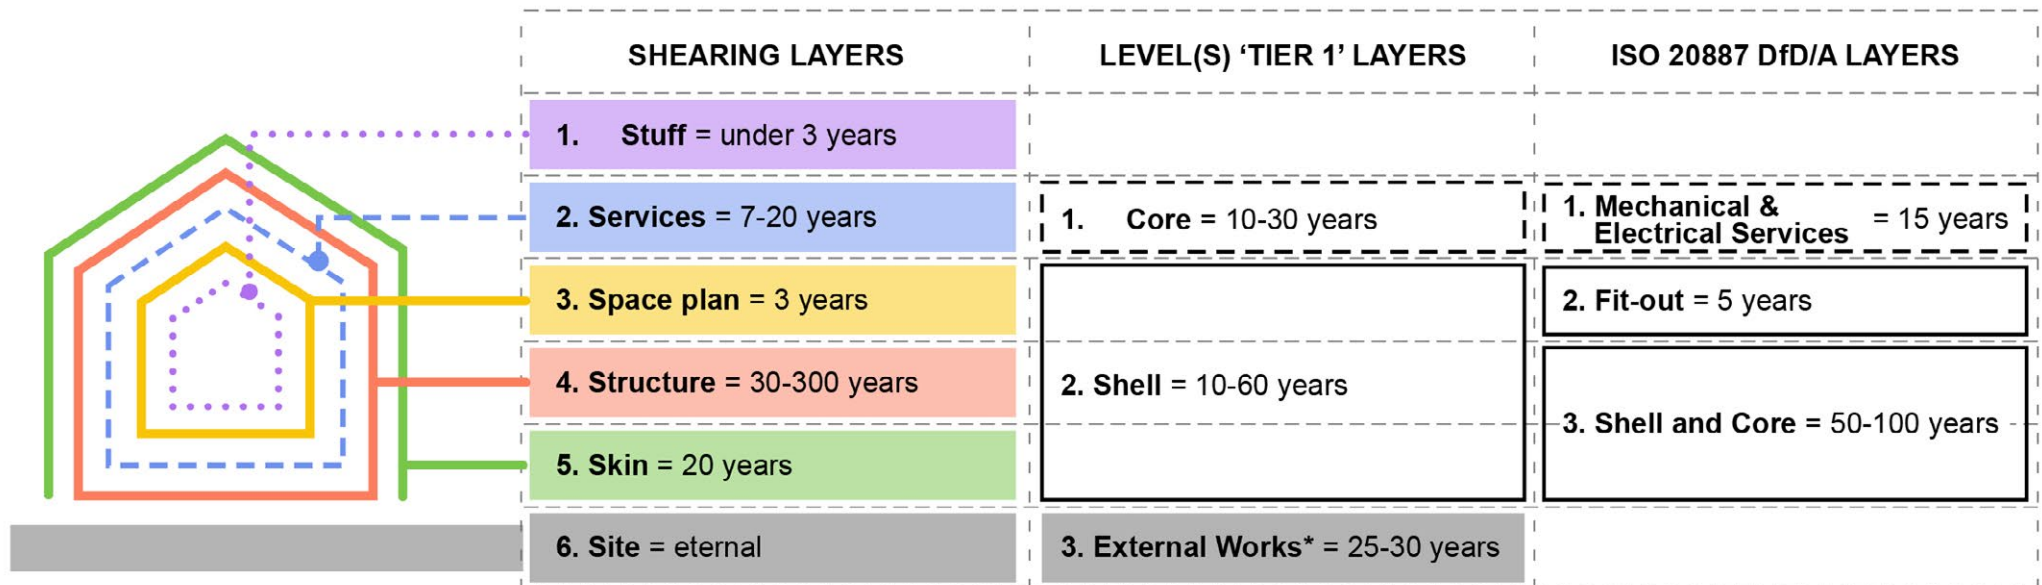 SHEARING LAYERS
LEVEL(S) ‘TIER 1’ LAYERS
ISO 20887 DfD/A LAYERS
1. Stuff = under 3 years
2. Services = 7-20 years
1. Core = 10-30 years
1. Mechanical &
Electrical Services = 15 years
3. Space plan = 3 years
2. Fit-out = 5 years
4. Structure = 30-300 years
2. Shell = 10-60 years
3. Shell and Core = 50-100 years
5. Skin = 20 years
6. Site = eternal
3. External Works* = 25-30 years